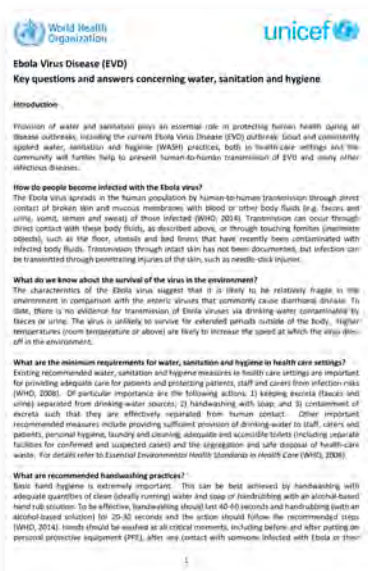 World Health
Organization
unicef
Ebola Virus Disease (EVD)
Key questions and answers concerning water, sanitation and hygiene
Introduction
Provision of water and sanitation plays an essential role in protecting human health during all
disease outbreaks, including the current Ebola Virus Disease (EVD) outbreak. Good and consistently
applied water, sanitation and hygiene (WASH) practices, both in health-care settings and the
community will further help to prevent human-to-human transmission of EVD and many other
infectious diseases.
How do people become infected with the Ebola virus?
The Ebola virus spreads in the human population by human-to-human transmission through direct
contact of broken skin and mucous membranes with blood or other body fluids (e.g. faeces and
urine, vomit, semen and sweat) of those infected (WHO, 2014). Transmission can occur through
direct contact with these body fluids, as described above, or through touching fomites (inanimate
objects), such as the floor, utensils and bed linens that have recently been contaminated with
infected body fluids. Transmission through intact skin has not been documented, but infection can
be transmitted through penetrating injuries of the skin, such as needle-stick injuries.
What do we know about the survival of the virus in the environment?
The characteristics of the Ebola virus suggest that it is likely to be relatively fragile in the
environment in comparison with the enteric viruses that commonly cause diarrhoeal disease. To
date, there is no evidence for transmission of Ebola viruses via drinking-water contaminated by
faeces or urine. The virus is unlikely to survive for extended periods outside of the body. Higher
temperatures (room temperature or above) are likely to increase the speed at which the virus dies-
off in the environment.
What are the minimum requirements for water, sanitation and hygiene in health care settings?
Existing recommended water, sanitation and hygiene measures in health care settings are important
for providing adequate care for patients and protecting patients, staff and carers from infection risks
(WHO, 2008). Of particular importance are the following actions: 1) keeping excreta (faeces and
urine) separated from drinking-water sources; 2) handwashing with soap; and 3) containment of
excreta such that they are effectively separated from human contact. Other important
recommended measures include providing sufficient provision of drinking-water to staff, carers and
patients, personal hygiene, laundry and cleaning, adequate and accessible toilets (including separate
facilities for confirmed and suspected cases) and the segregation and safe disposal of health-care
waste. For details refer to Essential Environmental Health Standards in Health Care (WHO, 2008).
What are recommended handwashing practices?
Basic hand hygiene is extremely important. This can be best achieved by handwashing with
adequate quantities of clean (ideally running) water and soap or handrubbing with an alcohol-based
hand rub solution. To be effective, handwashing should last 40-60 seconds and handrubbing (with an
alcohol-based solution) for 20-30 seconds and the action should follow the recommended steps
(WHO, 2014). Hands should be washed at all critical moments, including before and after putting on
personal protective equipment (PPE), after any contact with someone infected with Ebola or their
1